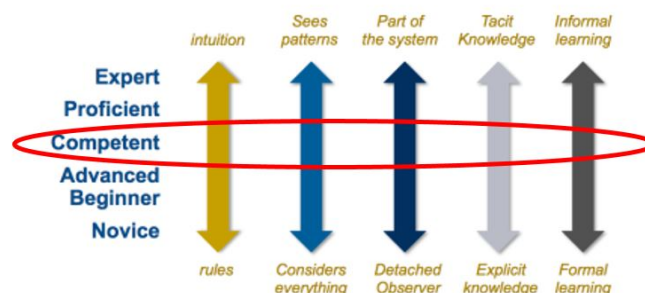 intuition
Sees
patterns
Part of
the system
Tacit
Knowledge
Informal
learning
Expert
Proficient
Competent
Advanced
Beginner
Novice
rules
Considers
everything
Detached
Observer
Explicit
knowledge
Formal
learning